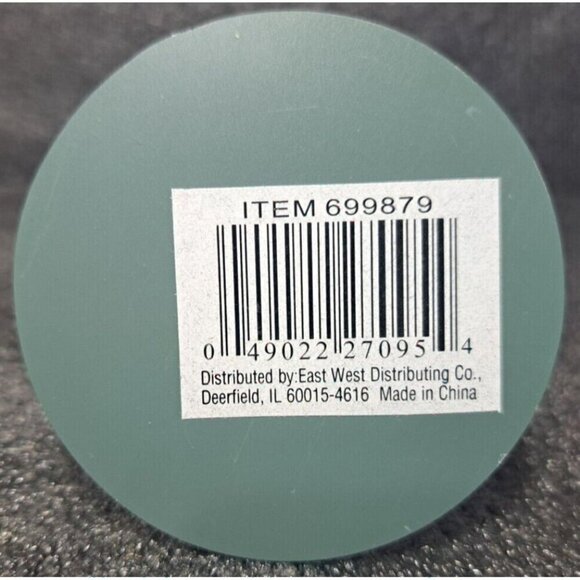 ITEM 699879
0 49022 27095 4
Distributed by:East West Distributing Co.,
Deerfield, IL 60015-4616 Made in China